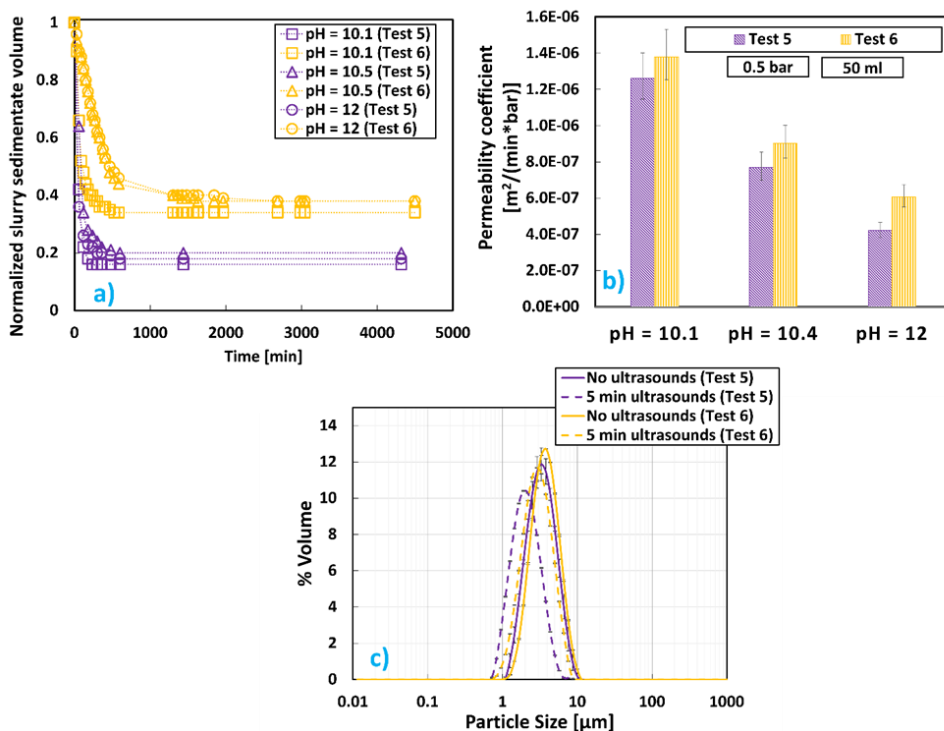 Normalized slurry sedimentate volume
1
0.8
0.6
0.4
0.2
0
0
1000
2000
3000
4000
5000
Time [min]
pH = 10.1 (Test 5)
pH = 10.1 (Test 6)
pH = 10.5 (Test 5)
pH = 10.5 (Test 6)
pH = 12 (Test 5)
pH = 12 (Test 6)
a)
Permeability coefficient
[m²/(min*bar)]
1.6E-06
1.4E-06
1.2E-06
1.0E-06
8.0E-07
6.0E-07
4.0E-07
2.0E-07
0.0E+00
Test 5
Test 6
0.5 bar
50 ml
b)
pH = 10.1
pH = 10.4
pH = 12
No ultrasounds (Test 5)
5 min ultrasounds (Test 5)
No ultrasounds (Test 6)
5 min ultrasounds (Test 6)
% Volume
14
12
10
8
6
4
2
0
c)
0.01
0.1
1
10
100
1000
Particle Size [µm]